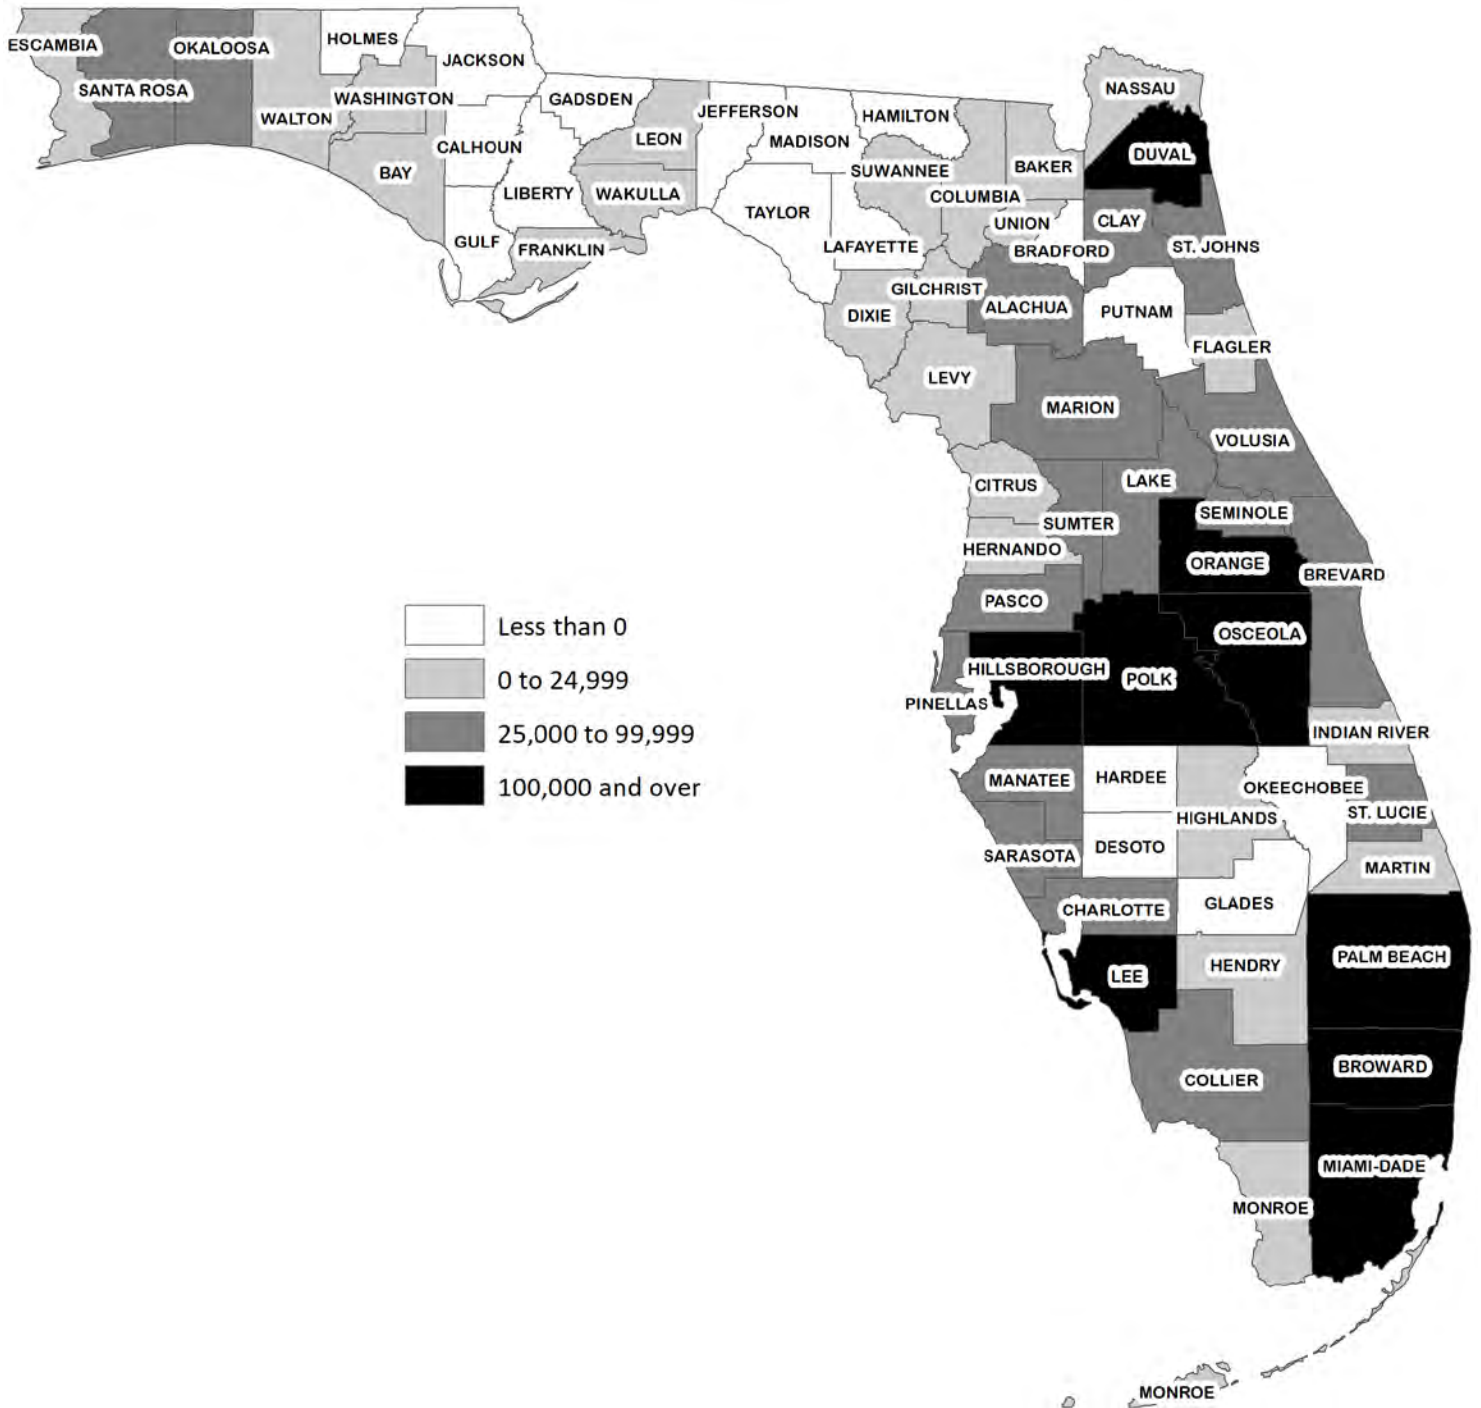 HOLMES
ESCAMBIA
OKALOOSA
JACKSON
SANTA ROSA
WASHINGTON
WALTON
GADSDEN
NASSAU
JEFFERSON
HAMILTON
LEON
MADISON
CALHOUN
DUVAL
BAY
SUWANNEE
BAKER
LIBERTY
WAKULLA
COLUMBIA
TAYLOR
UNION
CLAY
GULF
FRANKLIN
LAFAYETTE
BRADFORD
ST. JOHNS
GILCHRIST
DIXIE
ALACHUA
PUTNAM
FLAGLER
LEVY
MARION
VOLUSIA
CITRUS
LAKE
SUMTER
SEMINOLE
HERNANDO
ORANGE
BREVARD
PASCO
Less than 0
OSCEOLA
HILLSBOROUGH
POLK
0 to 24,999
PINELLAS
25,000 to 99,999
INDIAN RIVER
MANATEE
HARDEE
OKEECHOBEE
100,000 and over
HIGHLANDS
ST. LUCIE
SARASOTA
DESOTO
MARTIN
CHARLOTTE
GLADES
PALM BEACH
LEE
HENDRY
BROWARD
COLLIER
MIAMI-DADE
MONROE
MONROE